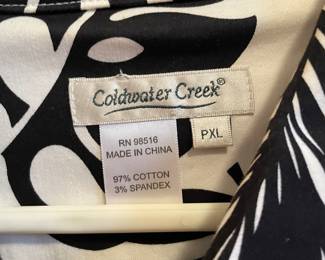 Coldwater Creek®
PXL
RN 98516
MADE IN CHINA
97% COTTON
3% SPANDEX